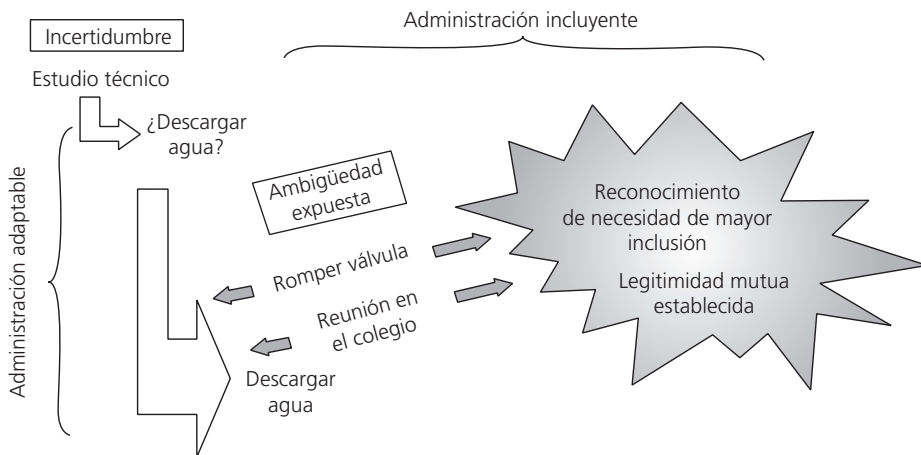 Administración incluyente
Incertidumbre
Estudio técnico
¿Descargar
agua?
Administración adaptable
Ambigüedad
expuesta
Romper válvula
Reunión en
el colegio
Descargar
agua
Reconocimiento
de necesidad de mayor
inclusión
Legitimidad mutua
establecida